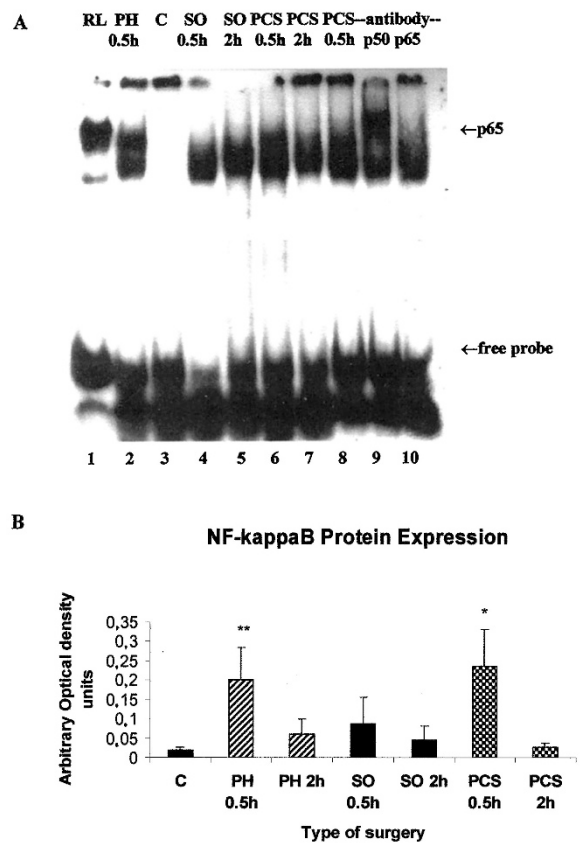 A
RL PH C SO SO PCS PCS PCS--antibody--
0.5h 0.5h 2h 0.5h 2h 0.5h p50 p65
←p65
←free probe
1 2 3 4 5 6 7 8 9 10
B
NF-kappaB Protein Expression
Arbitrary Optical density
units
0,35
0,3
0,25
0,2
0,15
0,1
0,05
0
** *
C PH PH 2h SO SO 2h PCS PCS
0.5h 0.5h 0.5h 2h
Type of surgery